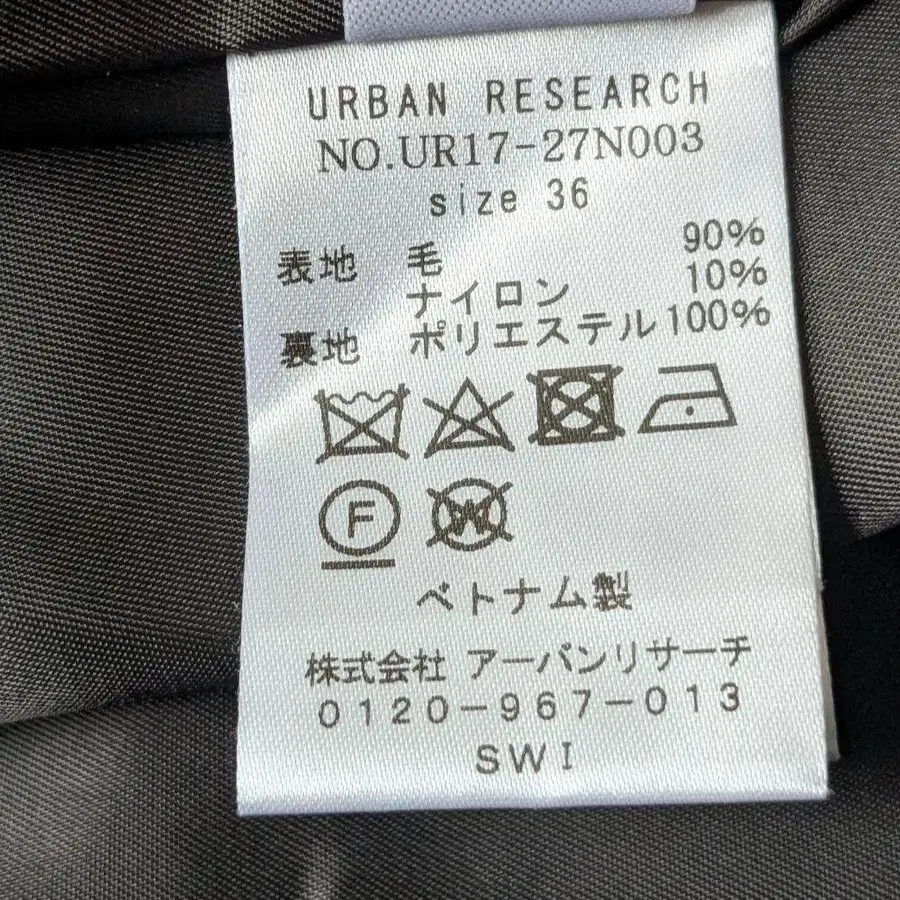 URBAN RESEARCH
NO.UR17-27N003
size 36
表地 毛 90%
ナイロン 10%
裏地 ポリエステル 100%
F W
ベトナム製
株式会社 アーバンリサーチ
0120-967-013
SWI